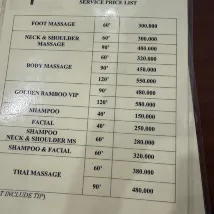 SERVICE PRICE LIST
FOOT MASSAGE 60' 300.000
NECK & SHOULDER MASSAGE 60' 300.000
90' 400.000
BODY MASSAGE 60' 320.000
90' 450.000
120' 550.000
GOLDEN BAMBOO VIP 90' 480.000
120' 580.000
SHAMPOO 40' 150.000
FACIAL 40' 250.000
SHAMPOO
NECK & SHOULDER MS 60' 280.000
SHAMPOO & FACIAL 60' 320.000
THAI MASSAGE 60' 380.000
90' 480.000
T INCLUDE TIP)